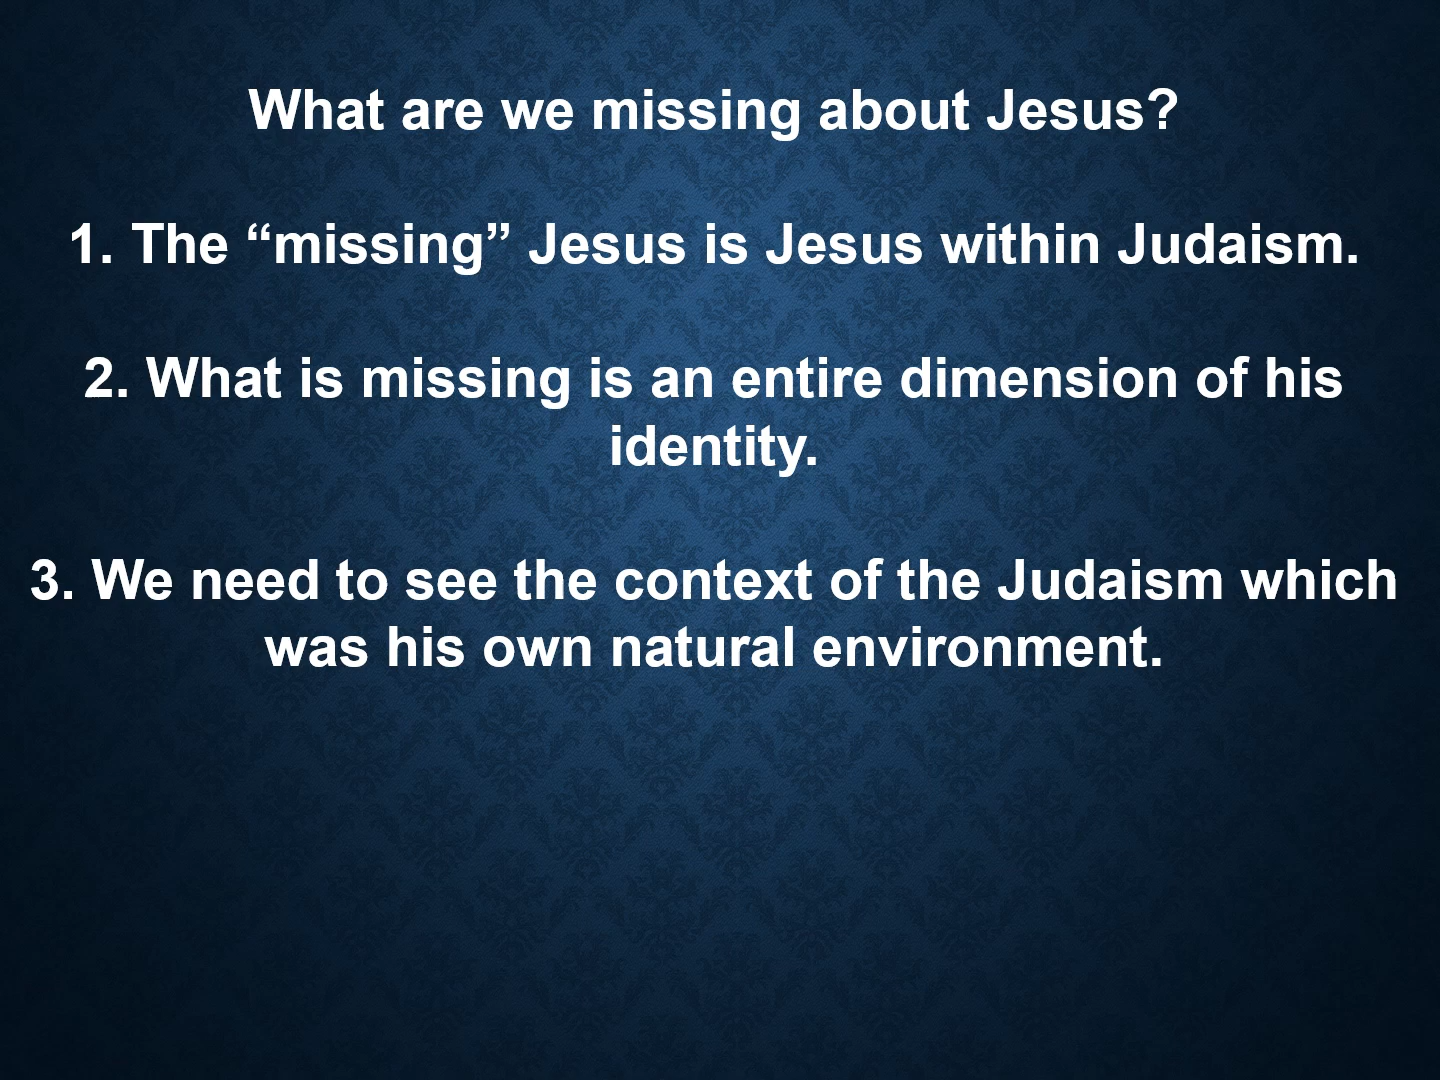 What are we missing about Jesus?
1. The “missing” Jesus is Jesus within Judaism.
2. What is missing is an entire dimension of his
identity.
3. We need to see the context of the Judaism which
was his own natural environment.